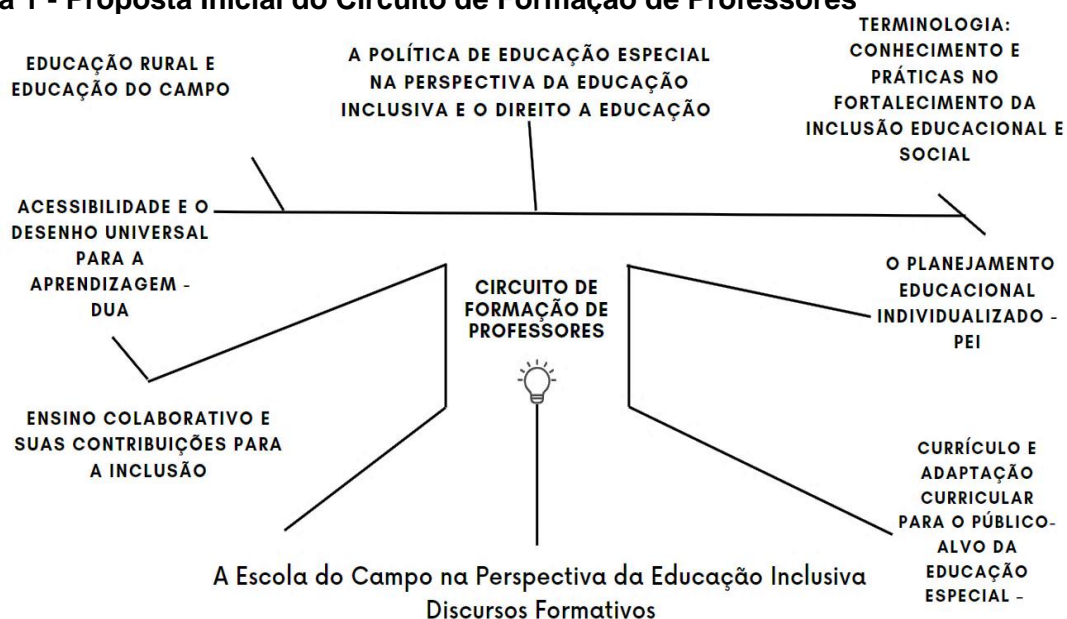 a 1 - Proposta Inicial do Circuito de Formação de Professores
EDUCAÇÃO RURAL E
EDUCAÇÃO DO CAMPO
A POLÍTICA DE EDUCAÇÃO ESPECIAL
NA PERSPECTIVA DA EDUCAÇÃO
INCLUSIVA E O DIREITO A EDUCAÇÃO
TERMINOLOGIA:
CONHECIMENTO E
PRÁTICAS NO
FORTALECIMENTO DA
INCLUSÃO EDUCACIONAL E
SOCIAL
ACESSIBILIDADE E O
DESENHO UNIVERSAL
PARA A
APRENDIZAGEM -
DUA
CIRCUITO DE
FORMAÇÃO DE
PROFESSORES
O PLANEJAMENTO
EDUCACIONAL
INDIVIDUALIZADO -
PEI
ENSINO COLABORATIVO E
SUAS CONTRIBUIÇÕES PARA
A INCLUSÃO
CURRÍCULO E
ADAPTAÇÃO
CURRICULAR
PARA O PÚBLICO-
ALVO DA
EDUCAÇÃO
ESPECIAL -
A Escola do Campo na Perspectiva da Educação Inclusiva
Discursos Formativos